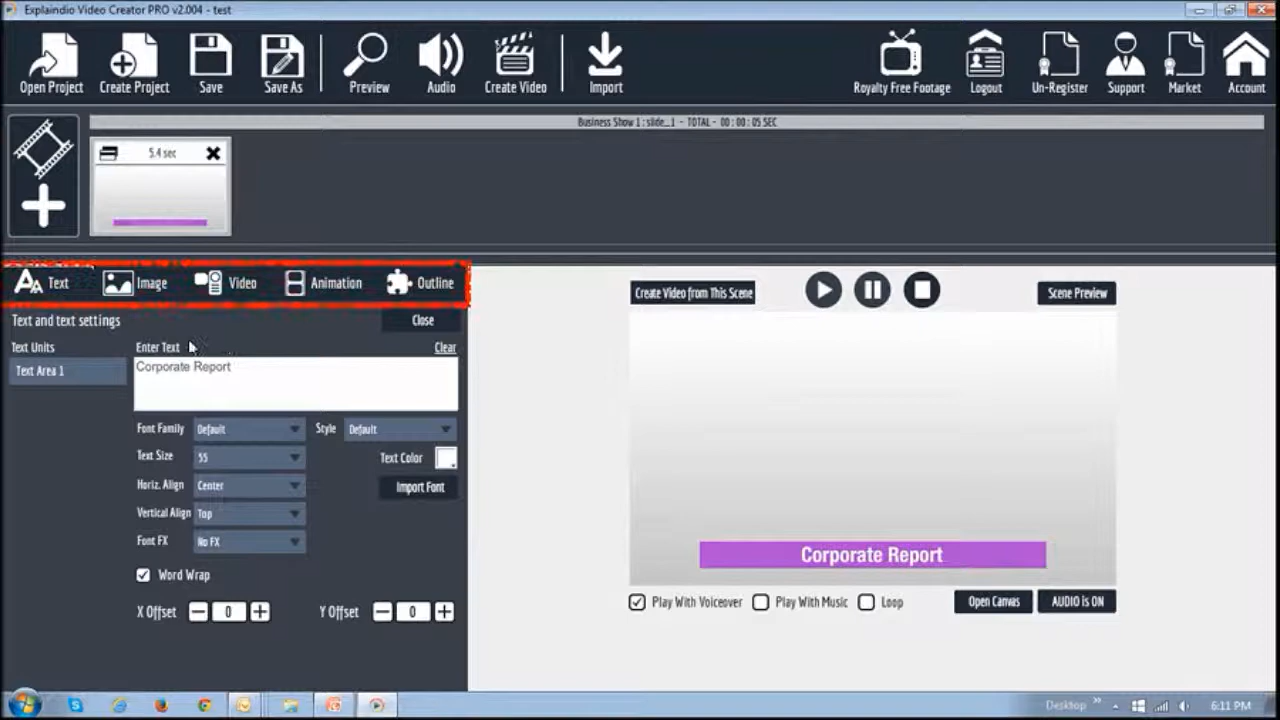 Explaindio Video Creator PRO v2.004 - test
Open Project Create Project Save Save As Preview Audio Create Video Import Royalty Free Footage Logout Un-Register Support Market Account
Business Show 1 : slide_1 - TOTAL - 00 : 00 : 05 SEC
5.4 sec
Text Image Video Animation Outline
Create Video from This Scene Scene Preview
Text and text settings Close
Text Units Enter Text Clear
Text Area 1 Corporate Report
Font Family Default Style Default
Text Size 55 Text Color
Horiz. Align Center Import Font
Vertical Align Top
Font FX No FX
Corporate Report
Word Wrap
Play With Voiceover Play With Music Loop Open Canvas AUDIO is ON
X Offset 0 Y Offset 0
Desktop 6:11 PM